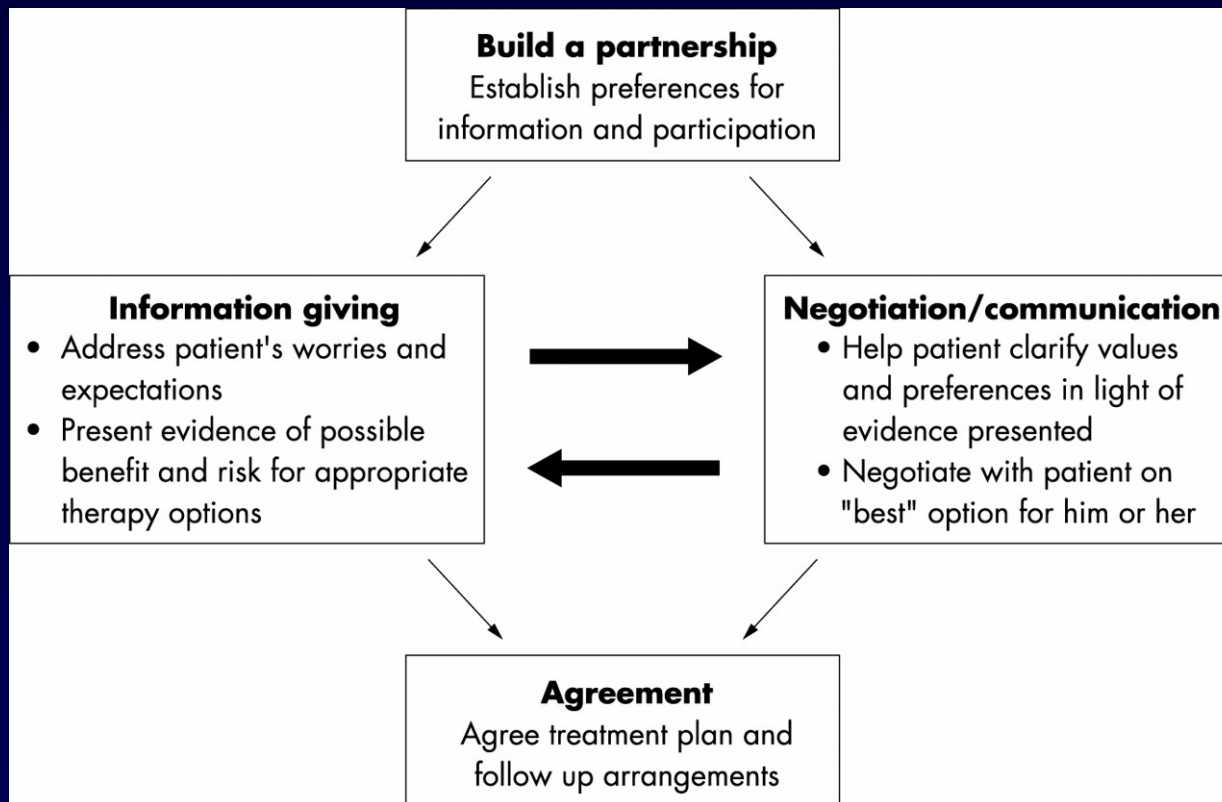 Build a partnership
Establish preferences for
information and participation
Information giving
• Address patient's worries and
expectations
• Present evidence of possible
benefit and risk for appropriate
therapy options
Negotiation/communication
• Help patient clarify values
and preferences in light of
evidence presented
• Negotiate with patient on
"best" option for him or her
Agreement
Agree treatment plan and
follow up arrangements